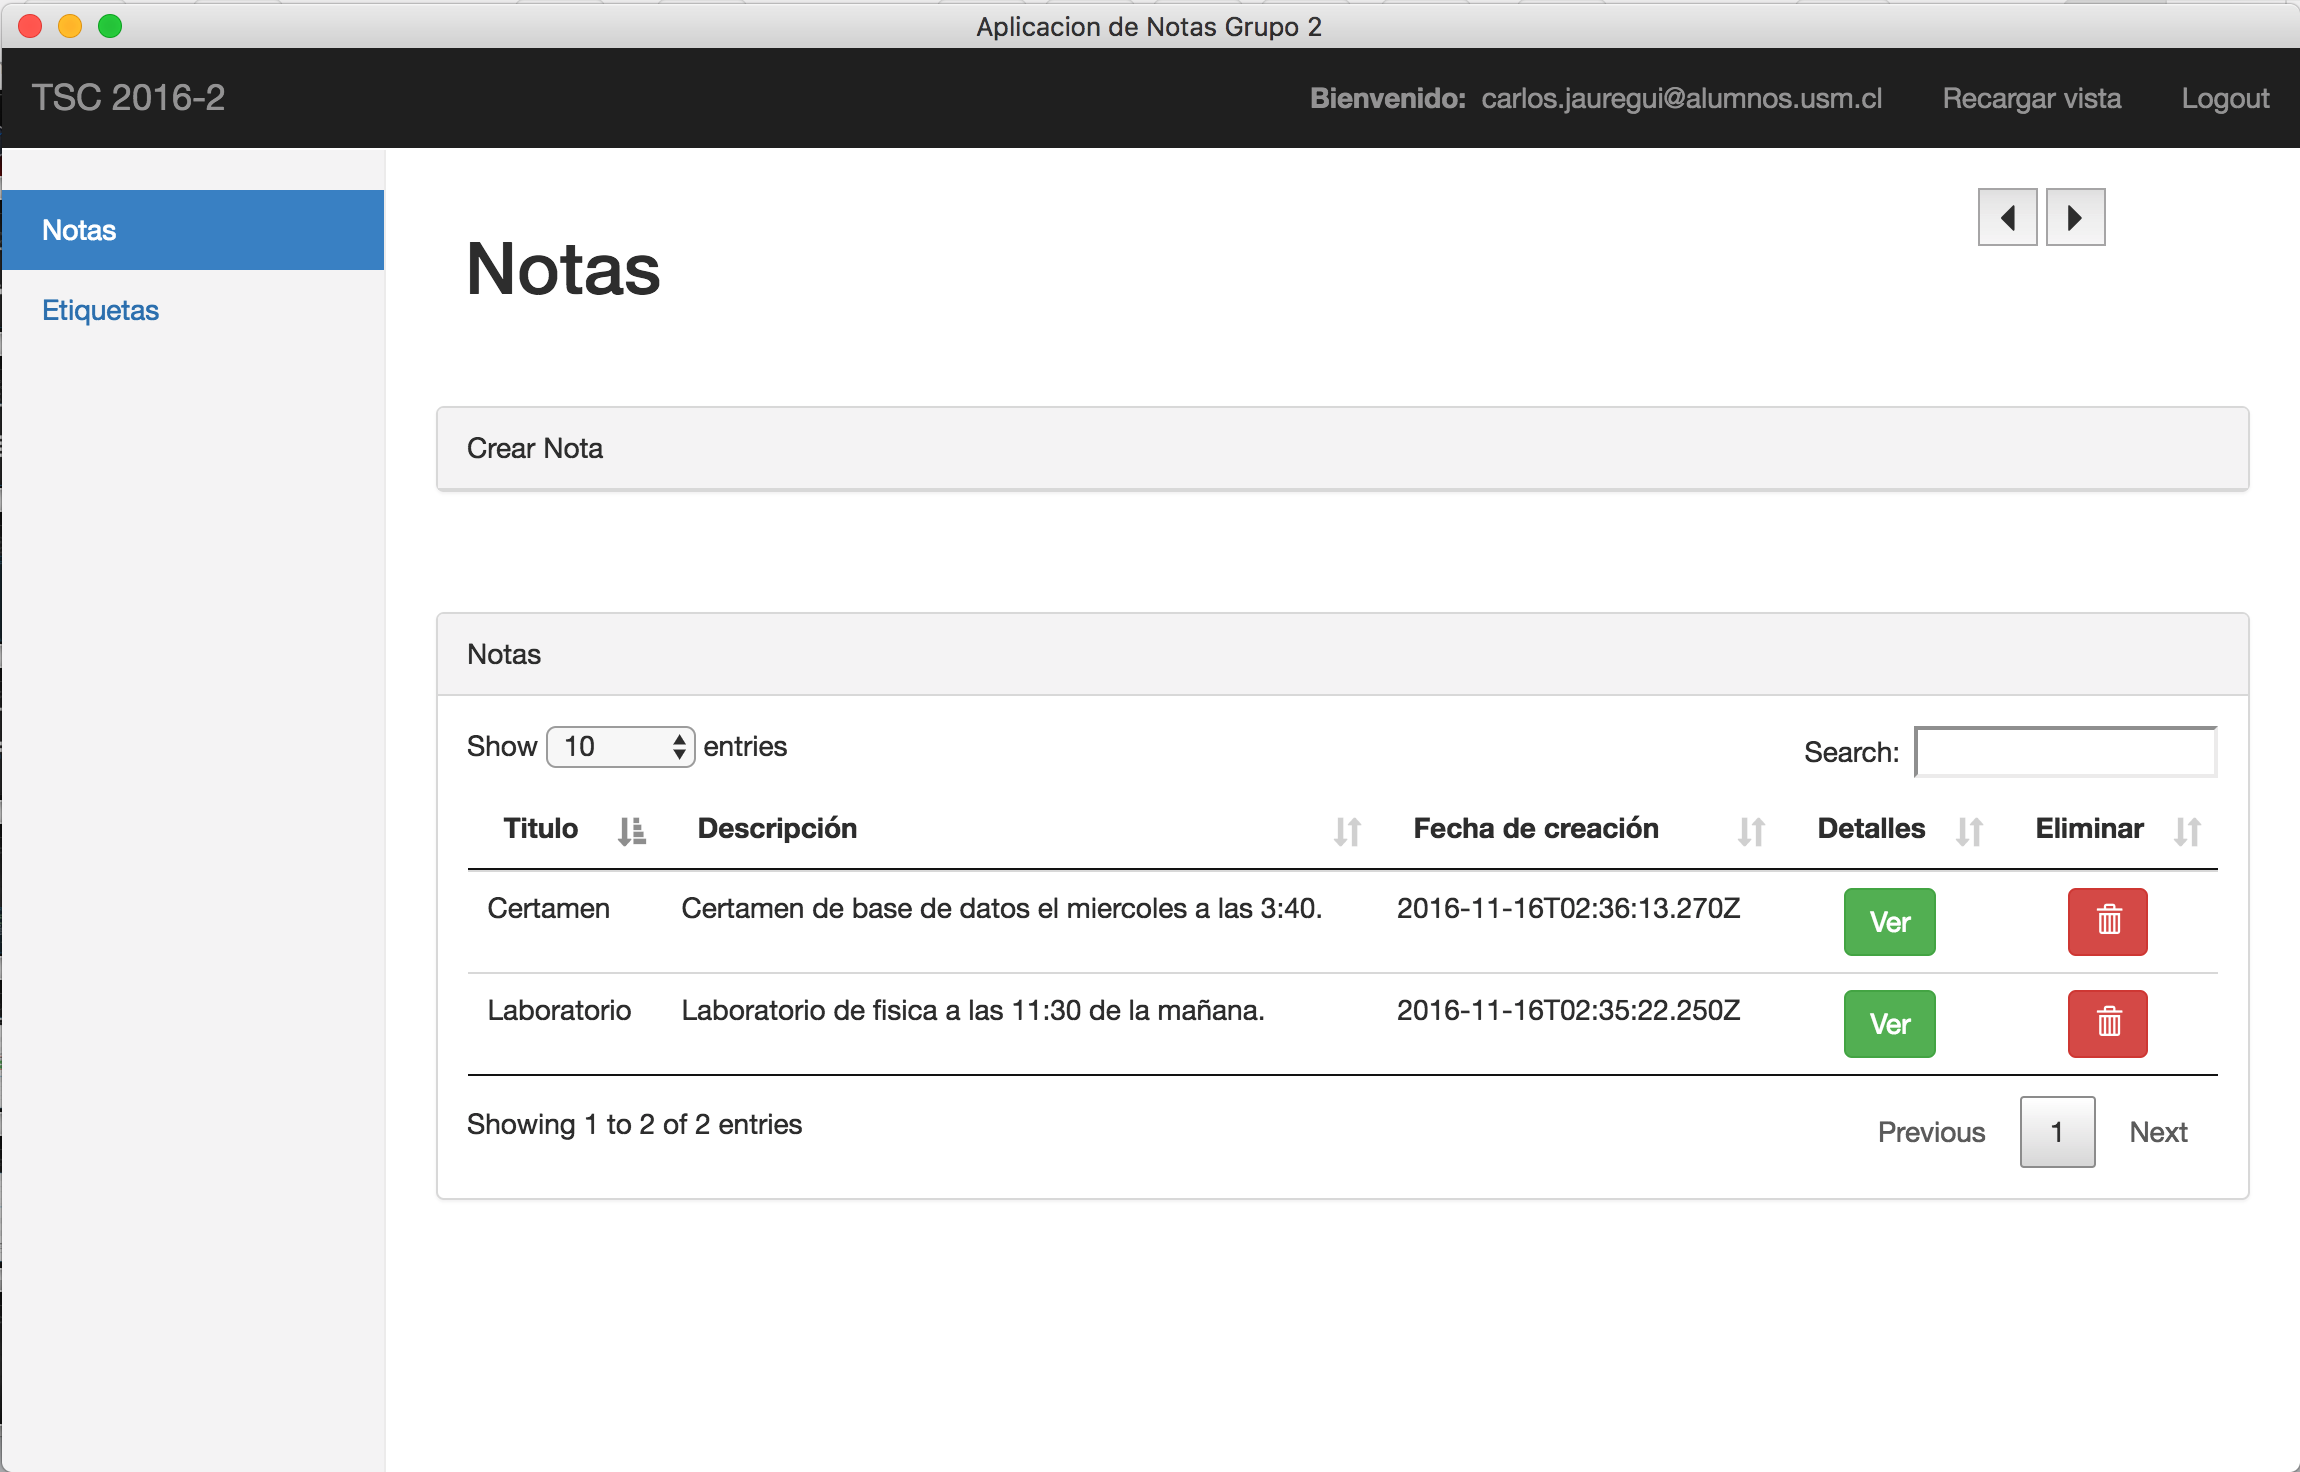 Aplicacion de Notas Grupo 2
TSC 2016-2 Bienvenido: carlos.jauregui@alumnos.usm.cl Recargar vista Logout
Notas
Etiquetas
Notas
Crear Nota
Notas
Show 10 entries Search:
Titulo Descripción Fecha de creación Detalles Eliminar
Certamen Certamen de base de datos el miercoles a las 3:40. 2016-11-16T02:36:13.270Z Ver
Laboratorio Laboratorio de fisica a las 11:30 de la mañana. 2016-11-16T02:35:22.250Z Ver
Showing 1 to 2 of 2 entries Previous 1 Next